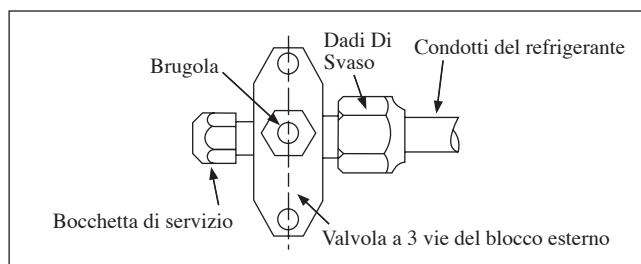 Dadi Di
Svaso
Condotti del refrigerante
Brugola
Bocchetta di servizio
Valvola a 3 vie del blocco esterno